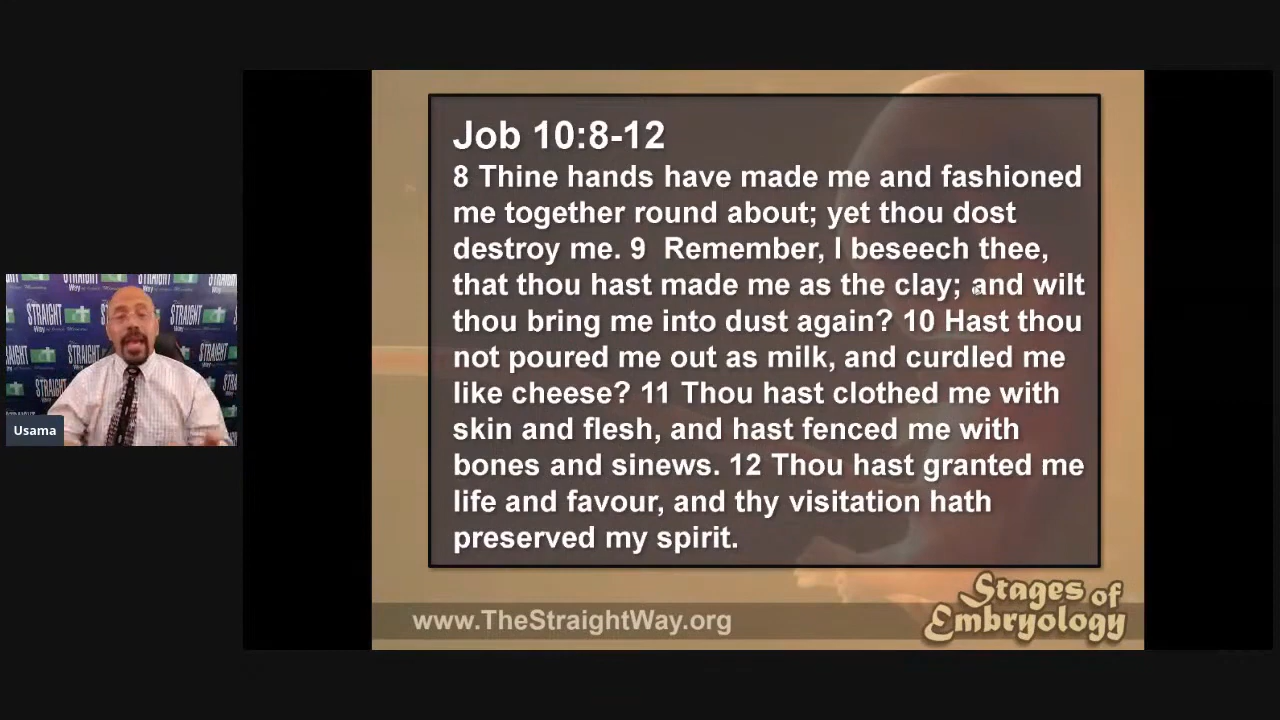 Job 10:8-12
8 Thine hands have made me and fashioned
me together round about; yet thou dost
destroy me. 9 Remember, I beseech thee,
that thou hast made me as the clay; and wilt
thou bring me into dust again? 10 Hast thou
not poured me out as milk, and curdled me
like cheese? 11 Thou hast clothed me with
skin and flesh, and hast fenced me with
bones and sinews. 12 Thou hast granted me
life and favour, and thy visitation hath
preserved my spirit.
www.TheStraightWay.org
Stages of
Embryology
STRAIGHT
Way
Usama